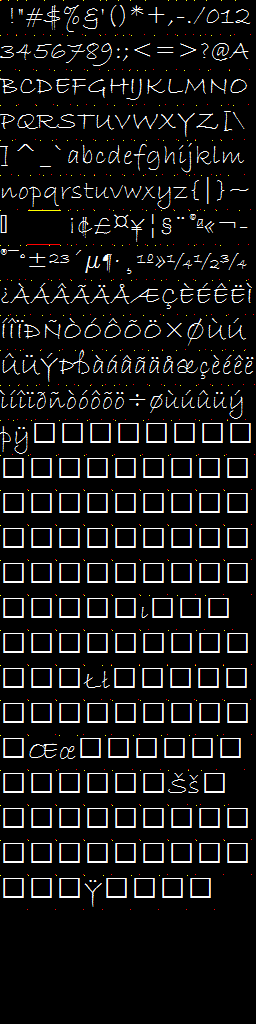 !"#$%&'()*+,-./012
3456789:;<=>?@A
BCDEFGHIJKLMNO
PQRSTUVWXYZ[\
]^_`abcdefghijklm
nopqrstuvwxyz{|}~
¡¢£¤¥¦§¨©ª«¬-
®¯°±²³´µ¶·¸¹º»¼½¾
¿ÀÁÂÃÄÅÆÇÈÉÊËÌ
ÍÎÏÐÑÒÓÔÕÖ×ØÙÚ
ÛÜÝÞßàáâãäåæçèéêë
ìíîïðñòóôõö÷øùúûüý
þÿ
ı
Łł
Œœ
Šš
Ÿ